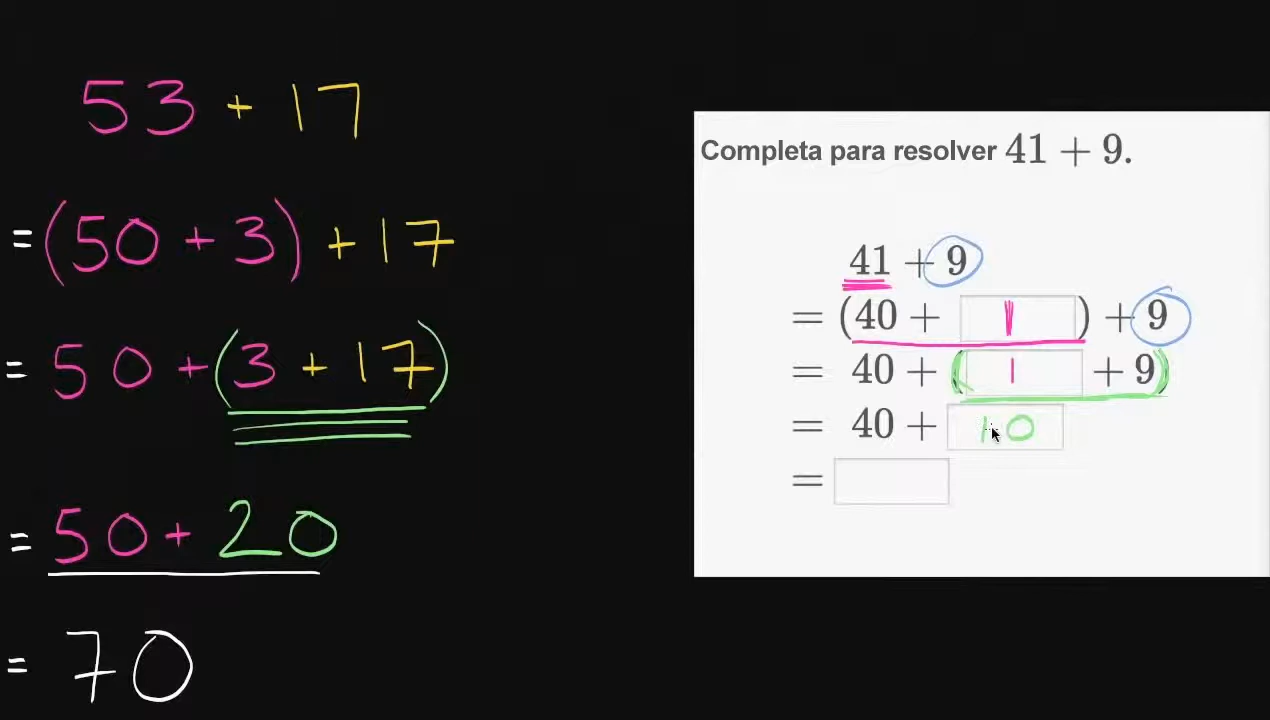 53 + 17
= (50 + 3) + 17
= 50 + (3 + 17)
= 50 + 20
= 70
Completa para resolver 41 + 9.
41 + 9
= (40 + 1) + 9
= 40 + (1 + 9)
= 40 + 10
=